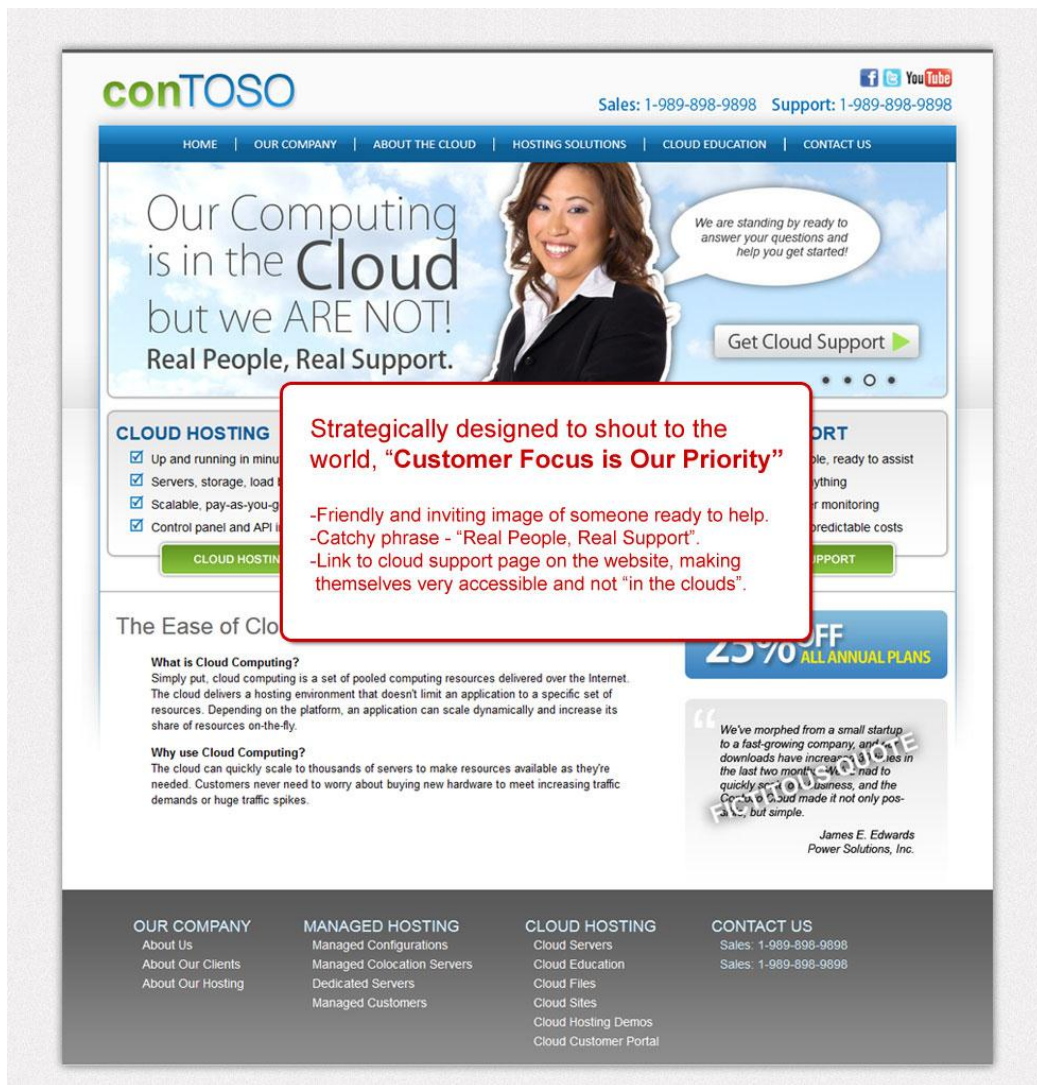 conTOSO
You Tube
Sales: 1-989-898-9898 Support: 1-989-898-9898
HOME | OUR COMPANY | ABOUT THE CLOUD | HOSTING SOLUTIONS | CLOUD EDUCATION | CONTACT US
Our Computing
is in the Cloud
but we ARE NOT!
Real People, Real Support.
We are standing by ready to
answer your questions and
help you get started!
Get Cloud Support
CLOUD HOSTING
Up and running in minu
Servers, storage, load
Scalable, pay-as-you-g
Control panel and API i
CLOUD HOSTIN
Strategically designed to shout to the
world, “Customer Focus is Our Priority”
-Friendly and inviting image of someone ready to help.
-Catchy phrase - “Real People, Real Support”.
-Link to cloud support page on the website, making
themselves very accessible and not “in the clouds”.
ORT
ple, ready to assist
ything
r monitoring
predictable costs
UPPORT
The Ease of Clo
What is Cloud Computing?
Simply put, cloud computing is a set of pooled computing resources delivered over the Internet.
The cloud delivers a hosting environment that doesn't limit an application to a specific set of
resources. Depending on the platform, an application can scale dynamically and increase its
share of resources on-the-fly.
Why use Cloud Computing?
The cloud can quickly scale to thousands of servers to make resources available as they're
needed. Customers never need to worry about buying new hardware to meet increasing traffic
demands or huge traffic spikes.
25% OFF
ALL ANNUAL PLANS
We've morphed from a small startup
to a fast-growing company, and our
downloads have increased in
the last two months. We had to
quickly business, and the
Contoso Cloud made it not only pos-
but simple.
FICTITOUS QUOTE
James E. Edwards
Power Solutions, Inc.
OUR COMPANY
About Us
About Our Clients
About Our Hosting
MANAGED HOSTING
Managed Configurations
Managed Colocation Servers
Dedicated Servers
Managed Customers
CLOUD HOSTING
Cloud Servers
Cloud Education
Cloud Files
Cloud Sites
Cloud Hosting Demos
Cloud Customer Portal
CONTACT US
Sales: 1-989-898-9898
Sales: 1-989-898-9898